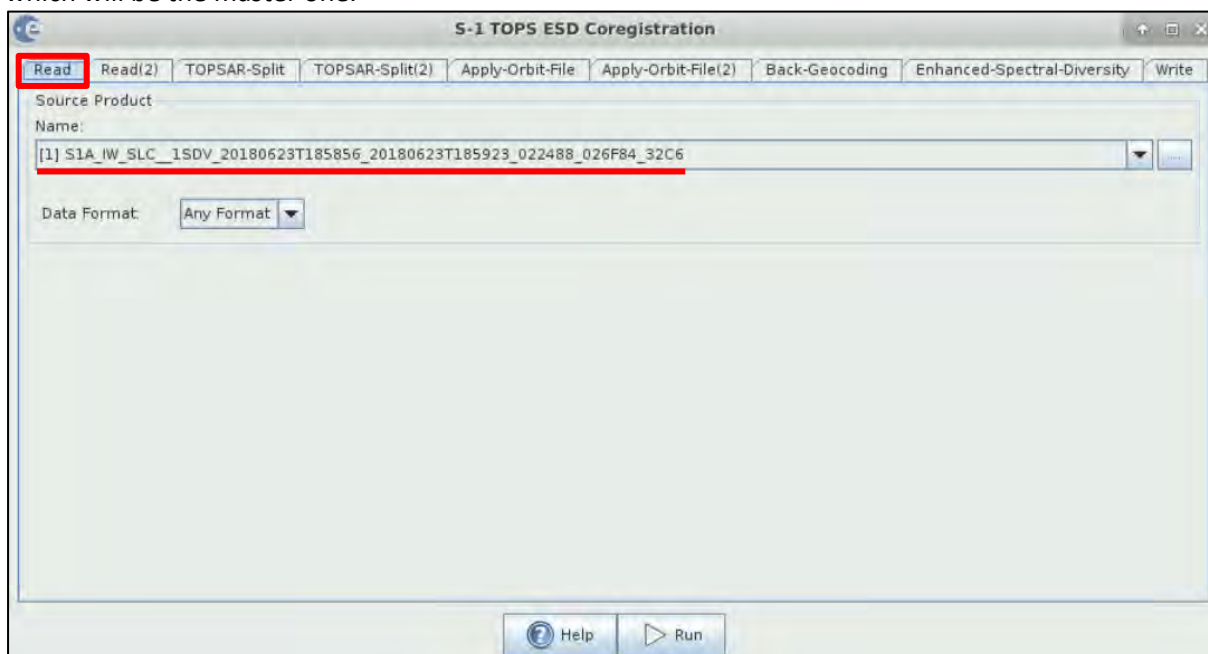 which will be the master one.
S-1 TOPS ESD Coregistration
Read Read(2) TOPSAR-Split TOPSAR-Split(2) Apply-Orbit-File Apply-Orbit-File(2) Back-Geocoding Enhanced-Spectral-Diversity Write
Source Product
Name:
[1] S1A_IW_SLC__1SDV_20180623T185856_20180623T185923_022488_026F84_32C6
...
Data Format: Any Format
Help Run